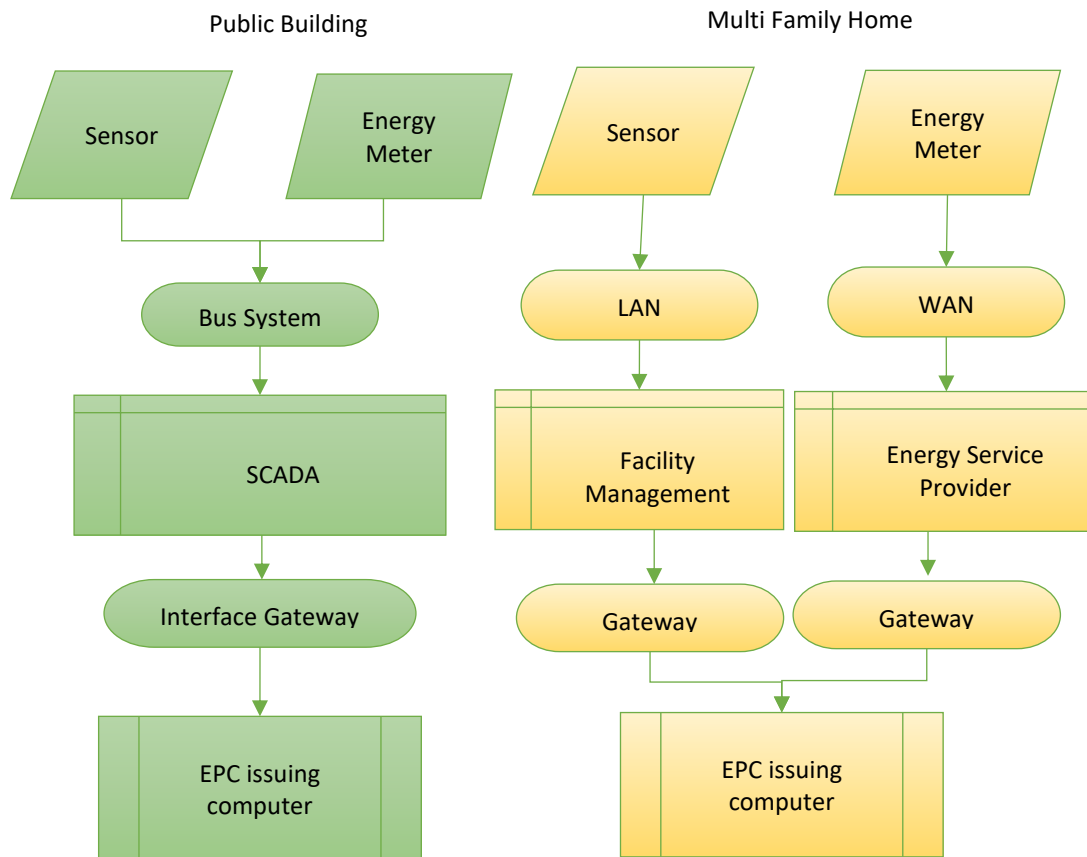 Public Building
Multi Family Home
Sensor
Energy
Meter
Sensor
Energy
Meter
Bus System
LAN
WAN
SCADA
Facility
Management
Energy Service
Provider
Interface Gateway
Gateway
Gateway
EPC issuing
computer
EPC issuing
computer